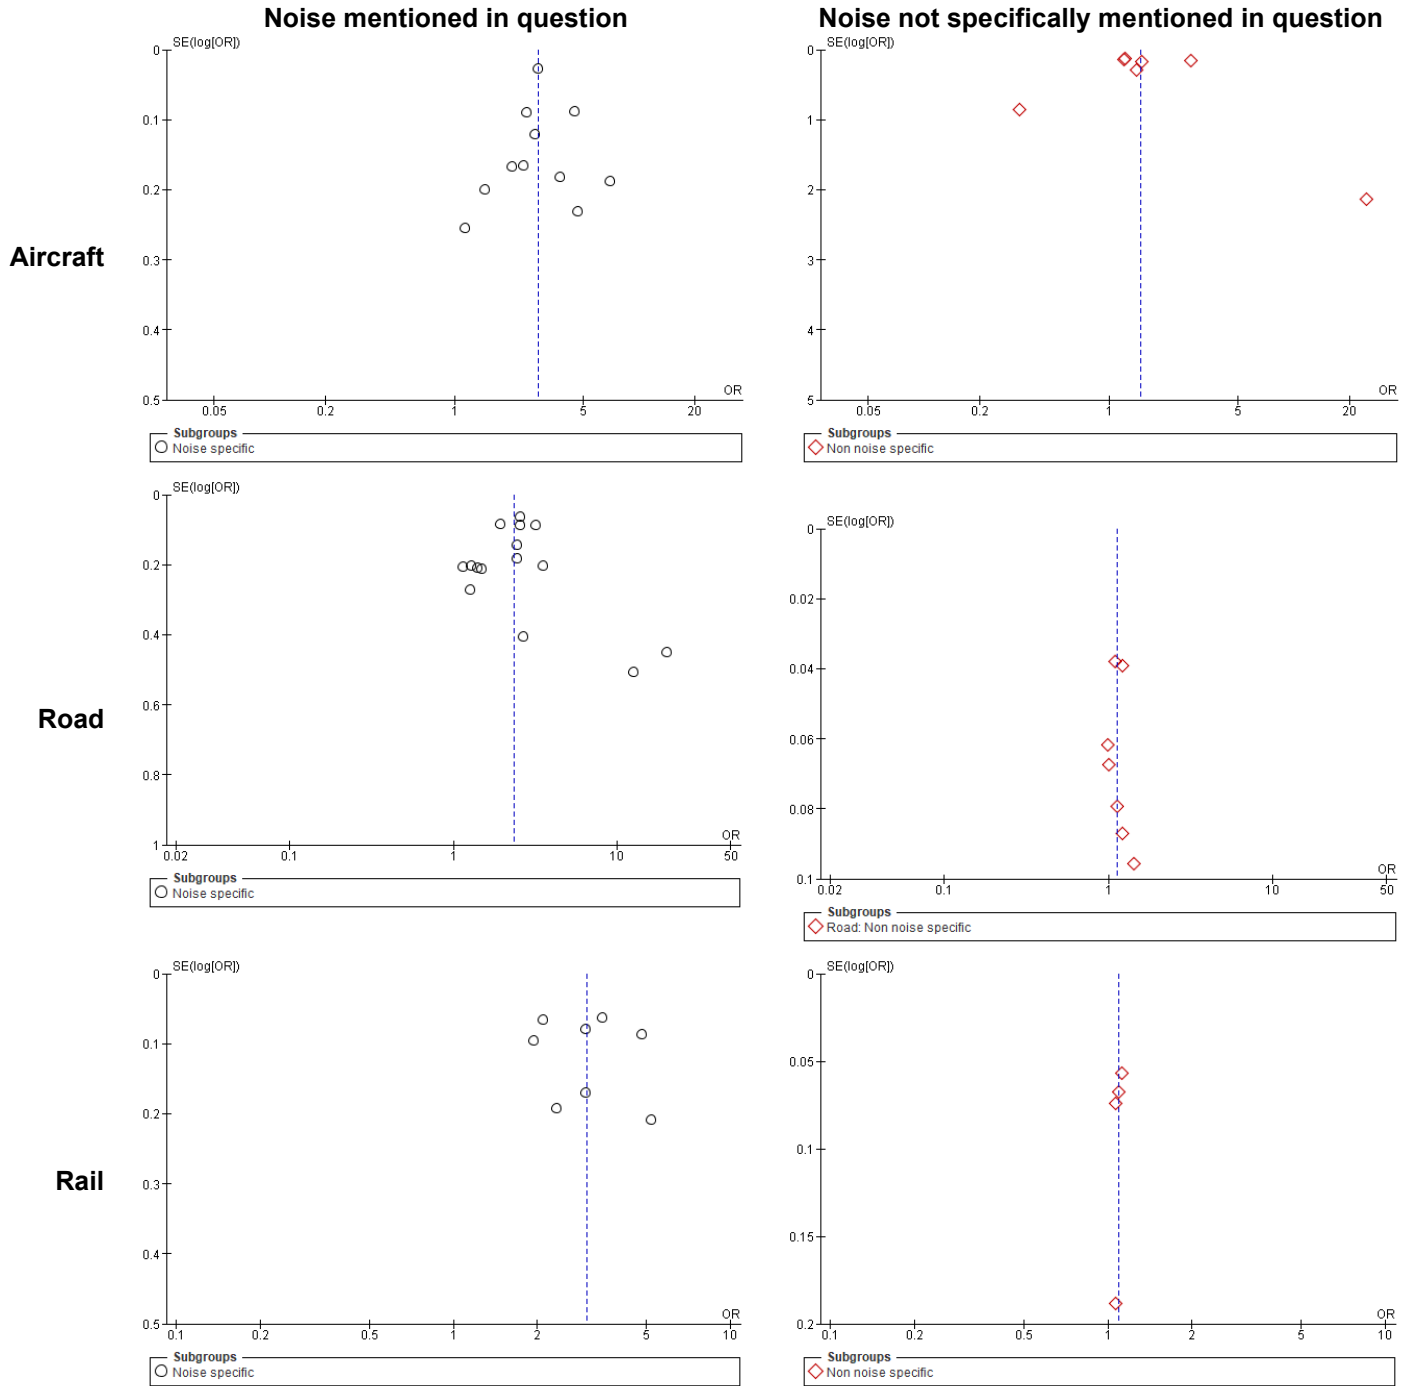 Noise mentioned in question
Noise not specifically mentioned in question
Aircraft
SE(log[OR])
0
0.1
0.2
0.3
0.4
0.5
OR
0.05 0.2 1 5 20
Subgroups
Noise specific
SE(log[OR])
0
1
2
3
4
5
OR
0.05 0.2 1 5 20
Subgroups
Non noise specific
Road
SE(log[OR])
0
0.2
0.4
0.6
0.8
1
OR
0.02 0.1 1 10 50
Subgroups
Noise specific
SE(log[OR])
0
0.02
0.04
0.06
0.08
0.1
OR
0.02 0.1 1 10 50
Subgroups
Road: Non noise specific
Rail
SE(log[OR])
0
0.1
0.2
0.3
0.4
0.5
OR
0.1 0.2 0.5 1 2 5 10
Subgroups
Noise specific
SE(log[OR])
0
0.05
0.1
0.15
0.2
OR
0.1 0.2 0.5 1 2 5 10
Subgroups
Non noise specific